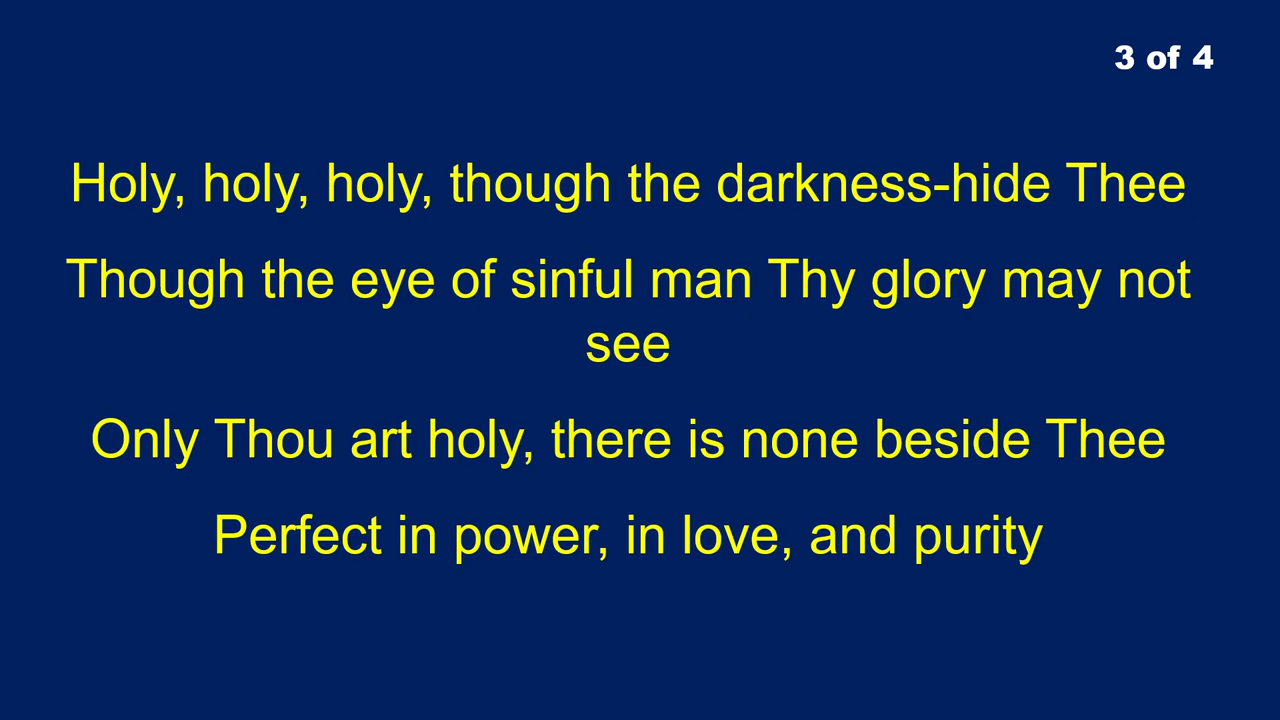 3 of 4
Holy, holy, holy, though the darkness-hide Thee
Though the eye of sinful man Thy glory may not
see
Only Thou art holy, there is none beside Thee
Perfect in power, in love, and purity